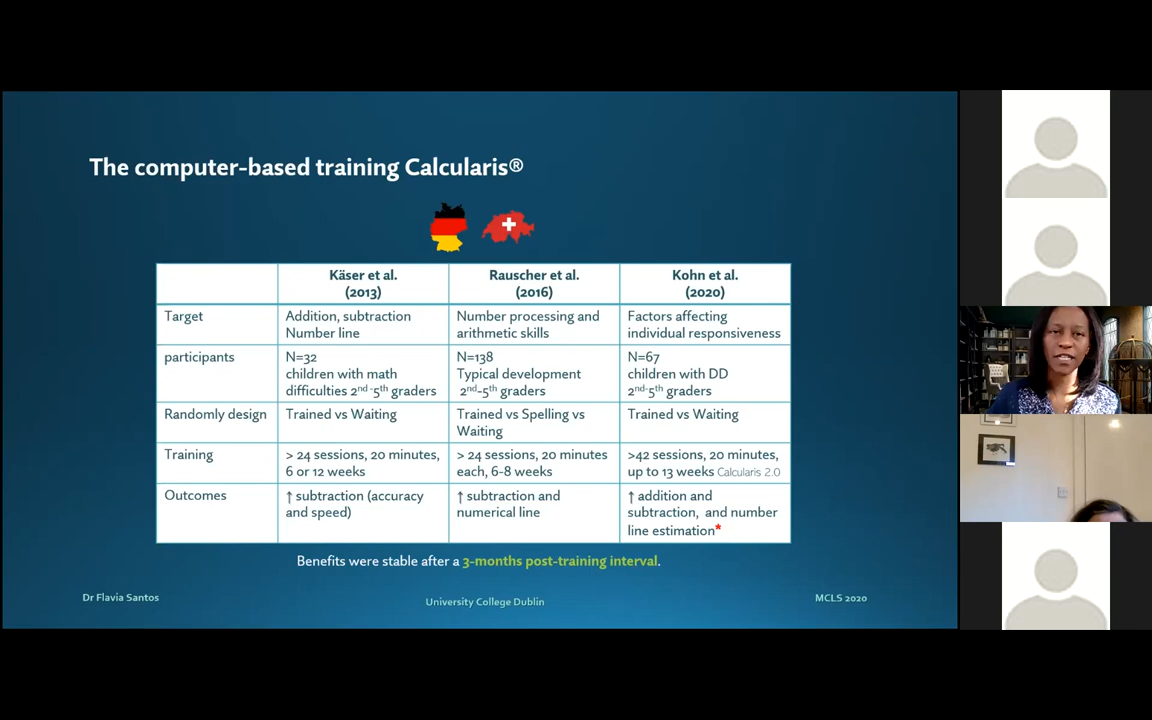 The computer-based training Calcularis®
Käser et al.
(2013)
Rauscher et al.
(2016)
Kohn et al.
(2020)
Target
Addition, subtraction
Number line
Number processing and
arithmetic skills
Factors affecting
individual responsiveness
participants
N=32
children with math
difficulties 2nd -5th graders
N=138
Typical development
2nd-5th graders
N=67
children with DD
2nd-5th graders
Randomly design
Trained vs Waiting
Trained vs Spelling vs
Waiting
Trained vs Waiting
Training
> 24 sessions, 20 minutes,
6 or 12 weeks
> 24 sessions, 20 minutes
each, 6-8 weeks
>42 sessions, 20 minutes,
up to 13 weeks Calcularis 2.0
Outcomes
↑ subtraction (accuracy
and speed)
↑ subtraction and
numerical line
↑ addition and
subtraction, and number
line estimation*
Benefits were stable after a 3-months post-training interval.
Dr Flavia Santos
University College Dublin
MCLS 2020